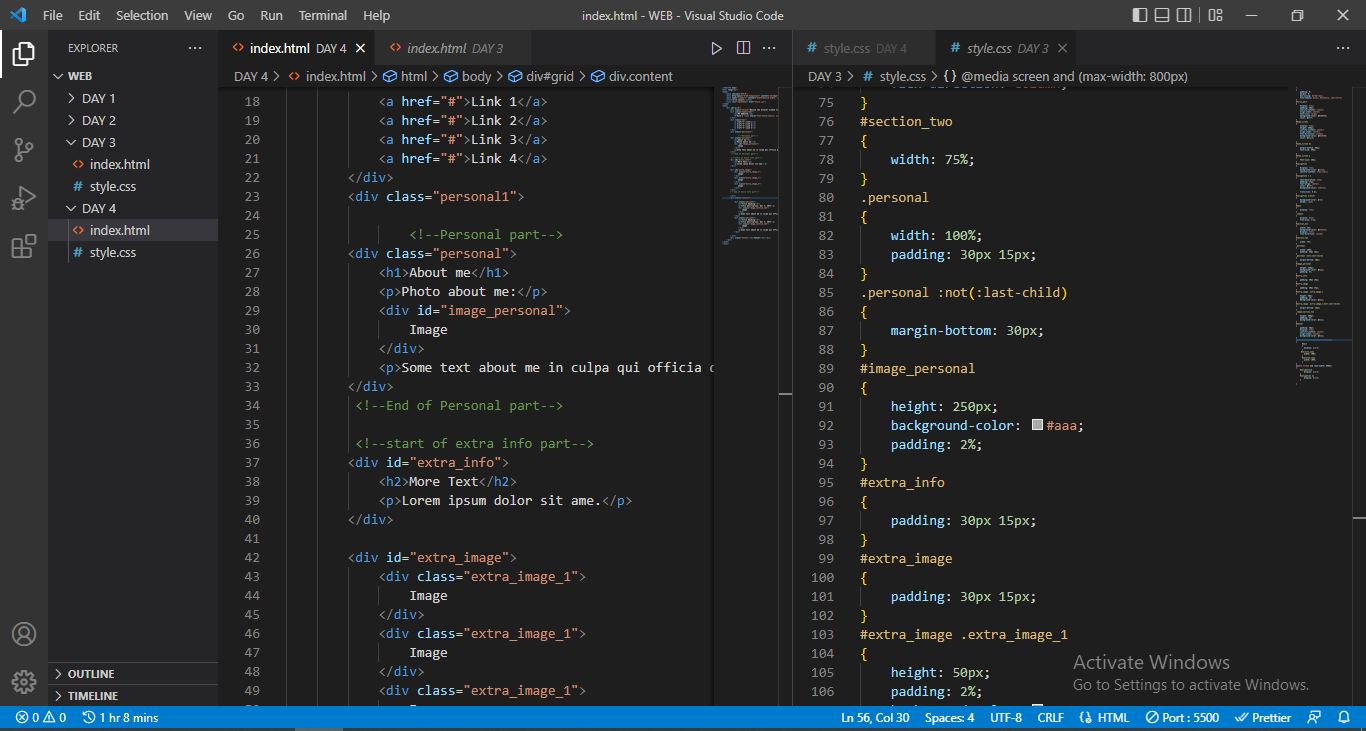 File Edit Selection View Go Run Terminal Help index.html - WEB - Visual Studio Code
EXPLORER ···
WEB
DAY 1
DAY 2
DAY 3
index.html
# style.css
DAY 4
index.html
# style.css
OUTLINE
TIMELINE
index.html DAY 4 index.html DAY 3
DAY 4 > index.html > html > body > div#grid > div.content
18 <a href="#">Link 1</a>
19 <a href="#">Link 2</a>
20 <a href="#">Link 3</a>
21 <a href="#">Link 4</a>
22 </div>
23 <div class="personal1">
24
25 <!--Personal part-->
26 <div class="personal">
27 <h1>About me</h1>
28 <p>Photo about me:</p>
29 <div id="image_personal">
30 Image
31 </div>
32 <p>Some text about me in culpa qui officia
33 </div>
34 <!--End of Personal part-->
35
36 <!--start of extra info part-->
37 <div id="extra_info">
38 <h2>More Text</h2>
39 <p>Lorem ipsum dolor sit ame.</p>
40 </div>
41
42 <div id="extra_image">
43 <div class="extra_image_1">
44 Image
45 </div>
46 <div class="extra_image_1">
47 Image
48 </div>
49 <div class="extra_image_1">
# style.css DAY 4 # style.css DAY 3
DAY 3 > # style.css > { } @media screen and (max-width: 800px)
75 }
76 #section_two
77 {
78 width: 75%;
79 }
80 .personal
81 {
82 width: 100%;
83 padding: 30px 15px;
84 }
85 .personal :not(:last-child)
86 {
87 margin-bottom: 30px;
88 }
89 #image_personal
90 {
91 height: 250px;
92 background-color: #aaa;
93 padding: 2%;
94 }
95 #extra_info
96 {
97 padding: 30px 15px;
98 }
99 #extra_image
100 {
101 padding: 30px 15px;
102 }
103 #extra_image .extra_image_1
104 {
105 height: 50px;
106 padding: 2%;
Activate Windows
Go to Settings to activate Windows.
0 0 1 hr 8 mins Ln 56, Col 30 Spaces: 4 UTF-8 CRLF HTML Port : 5500 Prettier